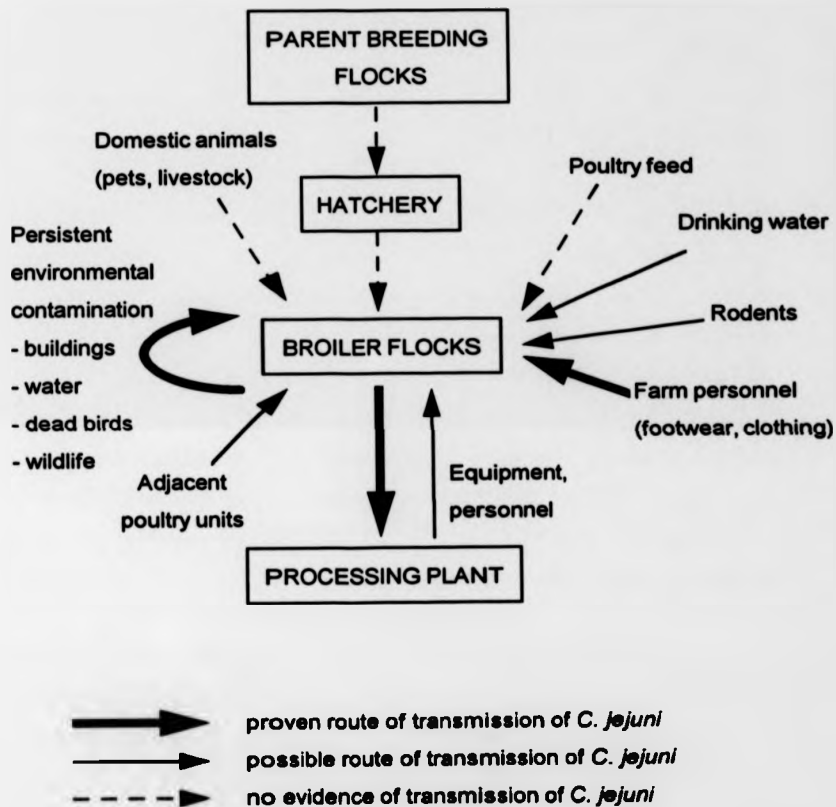 PARENT BREEDING
FLOCKS
Domestic animals
(pets, livestock)
HATCHERY
Poultry feed
Drinking water
Persistent
environmental
contamination
- buildings
- water
- dead birds
- wildlife
BROILER FLOCKS
Rodents
Farm personnel
(footwear, clothing)
Adjacent
poultry units
Equipment,
personnel
PROCESSING PLANT
proven route of transmission of C. jejuni
possible route of transmission of C. jejuni
no evidence of transmission of C. jejuni